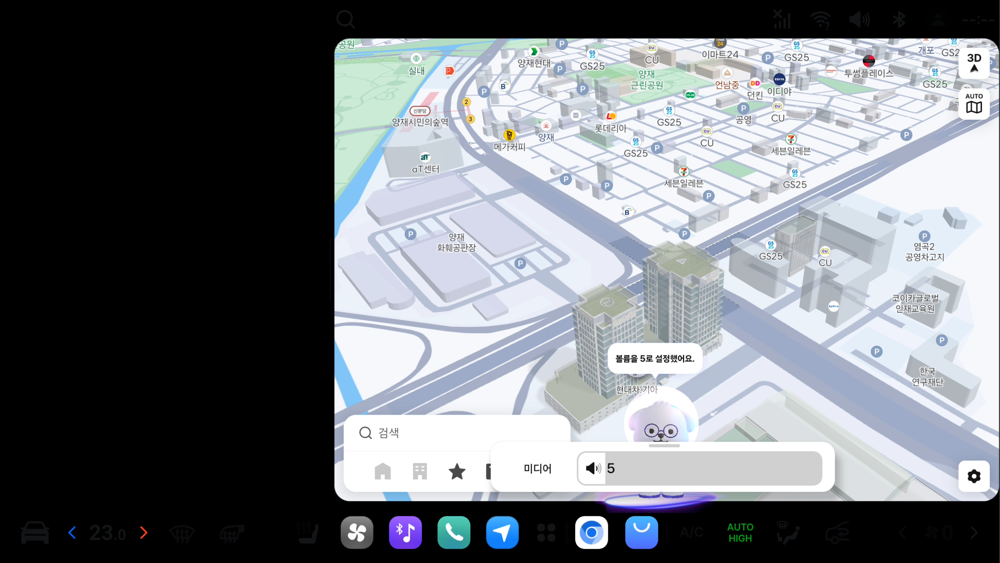 --:--
공원
실내
양재현대
GS25
CU
이마트24
GS25
개포
GS2
3D
양재
근린공원
언남중
던킨
이디야
투썸플레이스
GS25
AUTO
신분당
양재시민의숲역
2
3
메가커피
양재
롯데리아
GS25
공영
CU
GS25
CU
세븐일레븐
aT
aT센터
세븐일레븐
GS25
양재
화훼공판장
GS25
CU
염곡2
공영차고지
kotra
코이카글로벌
인재교육원
한국
연구재단
볼륨을 5로 설정했어요.
현대차.기아
검색
미디어
5
23.0
A/C
AUTO
HIGH
0